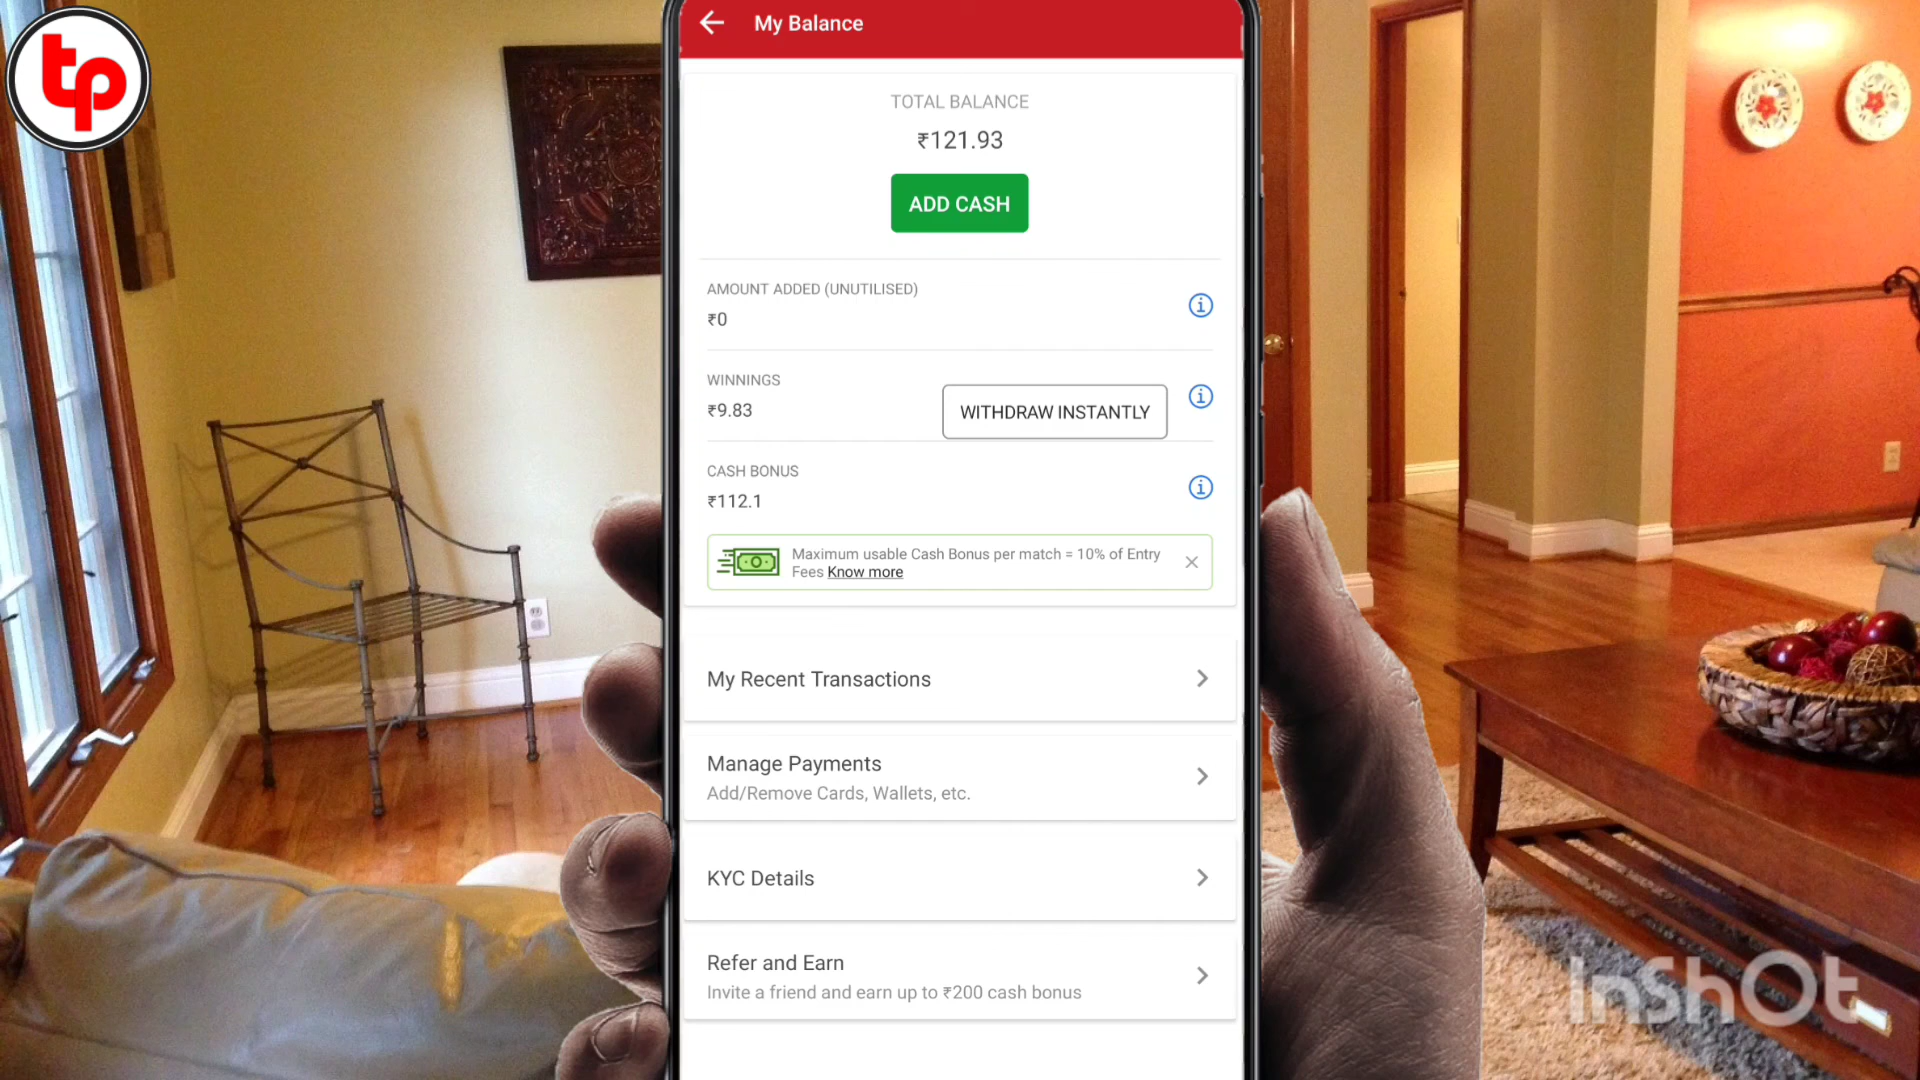 tp
My Balance
TOTAL BALANCE
₹121.93
ADD CASH
AMOUNT ADDED (UNUTILISED)
₹0
WINNINGS
₹9.83
WITHDRAW INSTANTLY
CASH BONUS
₹112.1
Maximum usable Cash Bonus per match = 10% of Entry
Fees Know more
My Recent Transactions
Manage Payments
Add/Remove Cards, Wallets, etc.
KYC Details
Refer and Earn
Invite a friend and earn up to ₹200 cash bonus
InShOt